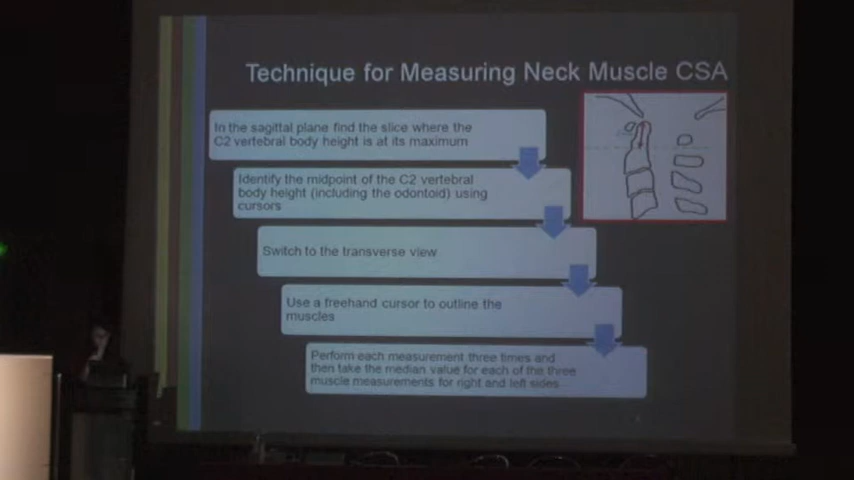 Technique for Measuring Neck Muscle CSA
In the sagittal plane find the slice where the
C2 vertebral body height is at its maximum
Identify the midpoint of the C2 vertebral
body height (including the odontoid) using
cursors
Switch to the transverse view
Use a freehand cursor to outline the
muscles
Perform each measurement three times and
then take the median value for each of the three
muscle measurements for right and left sides